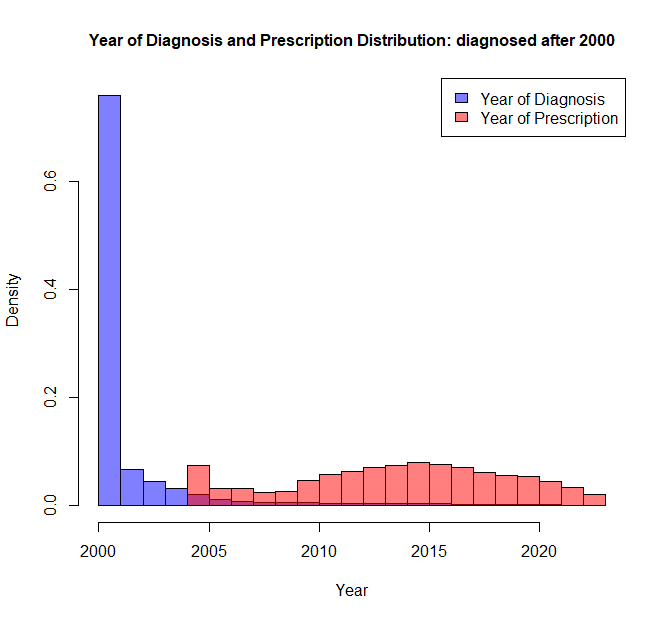 Year of Diagnosis and Prescription Distribution: diagnosed after 2000
Year of Diagnosis
Year of Prescription
Density
0.6
0.4
0.2
0.0
2000 2005 2010 2015 2020
Year